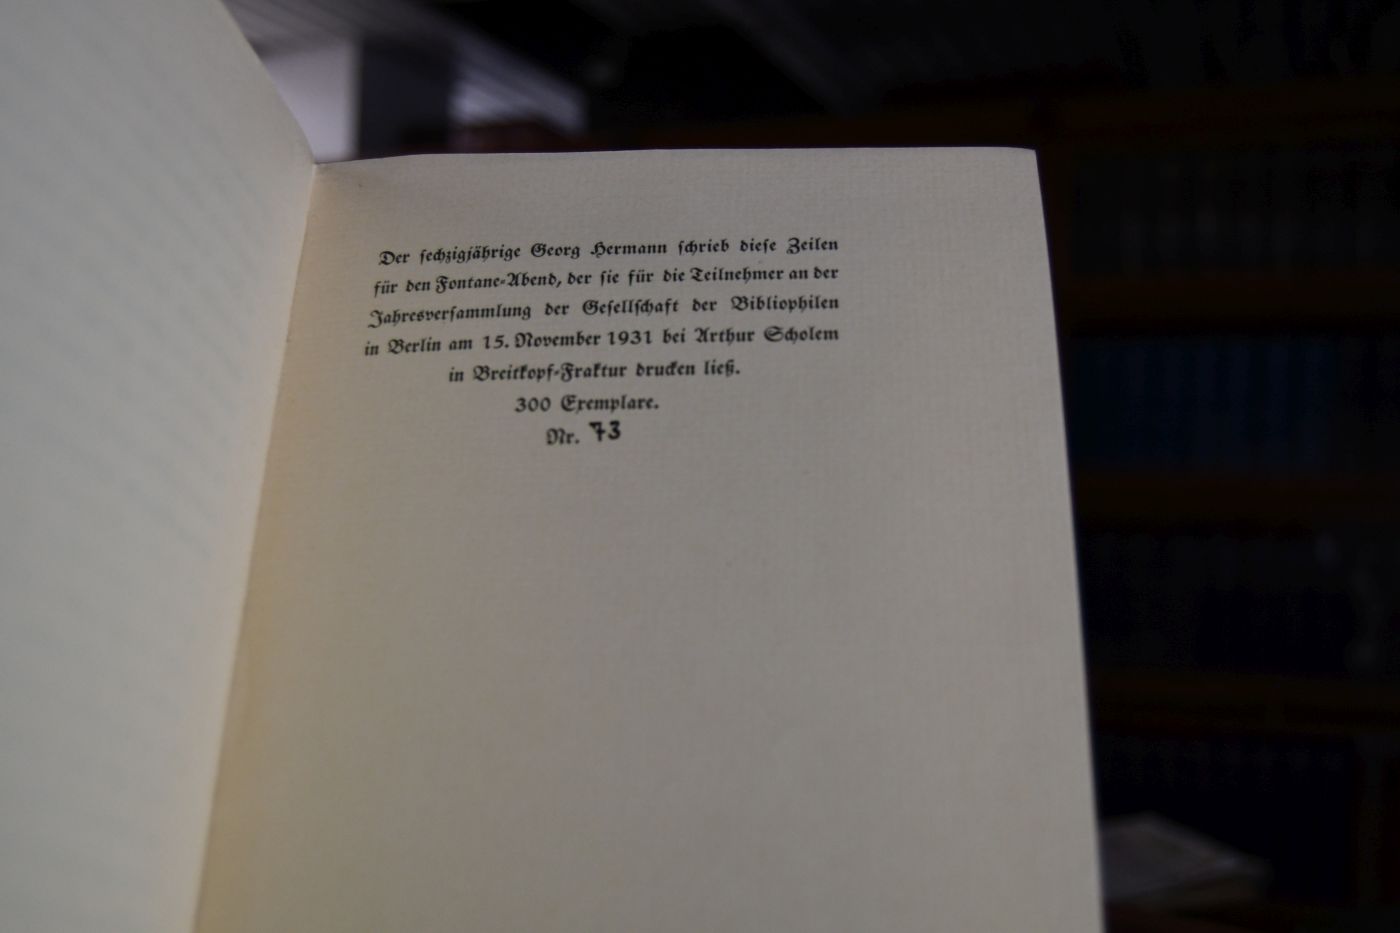 Der sechzigjährige Georg Hermann schrieb diese Zeilen
für den Fontane-Abend, der sie für die Teilnehmer an der
Jahresversammlung der Gesellschaft der Bibliophilen
in Berlin am 15. November 1931 bei Arthur Scholem
in Breitkopf-Fraktur drucken ließ.
300 Exemplare.
Nr. 73